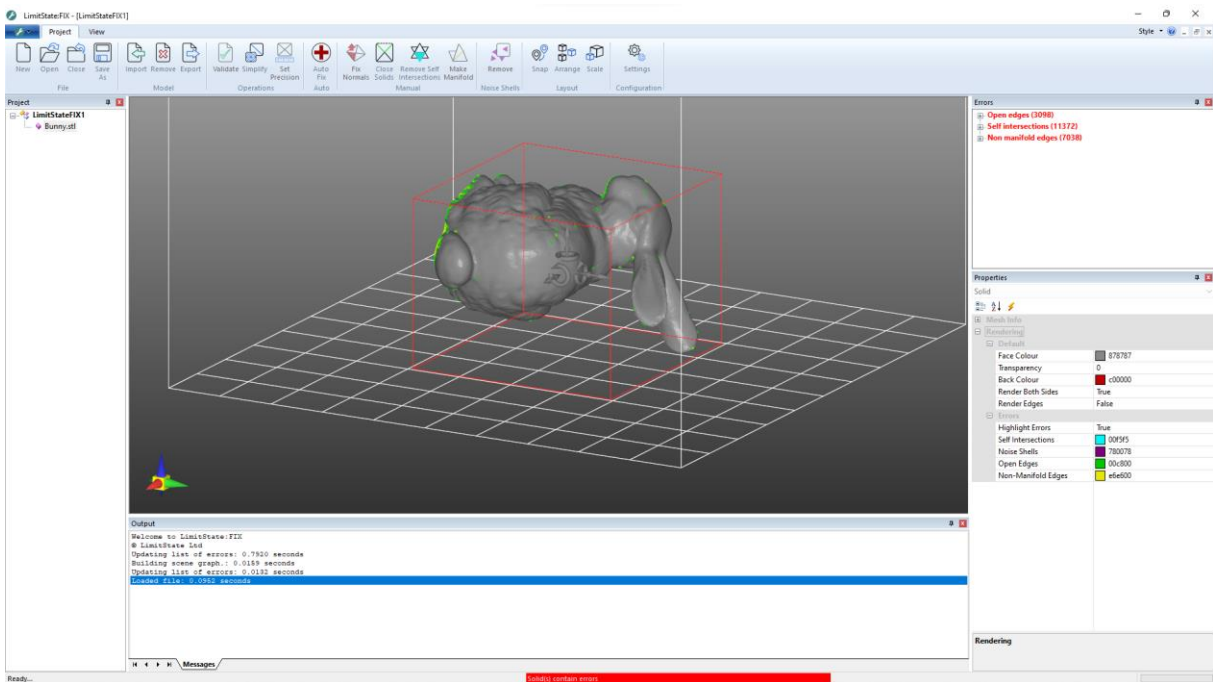 LimitState:FIX - [LimitStateFIX1]
Project View Style
New Open Close Save As Import Remove Export Validate Simplify Set Precision Auto Fix Fix Normals Close Solids Remove Self Intersections Make Manifold Remove Snap Arrange Scale Settings
File Model Operations Auto Manual Noise Shells Layout Configuration
Project
LimitStateFIX1
Bunny.stl
Errors
Open edges (3098)
Self intersections (11372)
Non manifold edges (7038)
Properties
Solid
Mesh Info
Rendering
Default
Face Colour 878787
Transparency 0
Back Colour c00000
Render Both Sides True
Render Edges False
Errors
Highlight Errors True
Self Intersections 00f5f5
Noise Shells 780078
Open Edges 00c800
Non-Manifold Edges e6e600
Rendering
Output
Welcome to LimitState:FIX
© LimitState Ltd
Updating list of errors: 0.7920 seconds
Building scene graph.: 0.0159 seconds
Updating list of errors: 0.0132 seconds
Loaded file: 0.0952 seconds
Messages
Ready...
Solid(s) contain errors